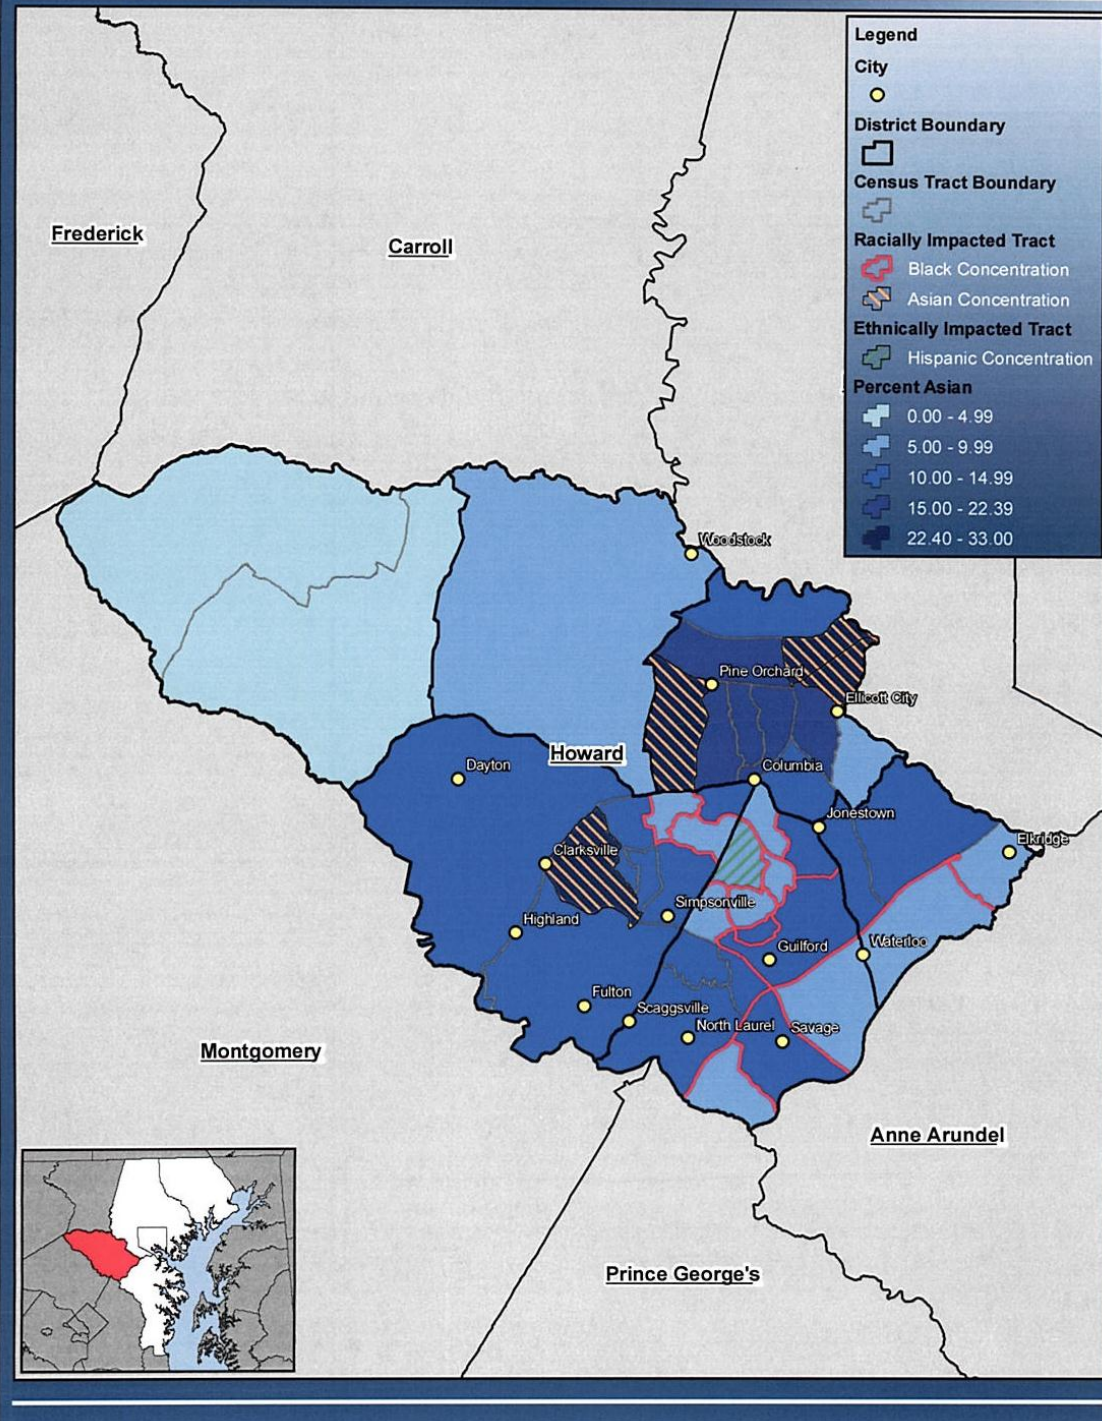 Legend
City
District Boundary
Census Tract Boundary
Racially Impacted Tract
Black Concentration
Asian Concentration
Ethnically Impacted Tract
Hispanic Concentration
Percent Asian
0.00 - 4.99
5.00 - 9.99
10.00 - 14.99
15.00 - 22.39
22.40 - 33.00
Frederick
Carroll
Woodstock
Pine Orchard
Ellicott City
Howard
Dayton
Columbia
Jonestown
Elkridge
Clarksville
Simpsonville
Highland
Guilford
Waterloo
Fulton
Scaggsville
North Laurel
Savage
Montgomery
Anne Arundel
Prince George's